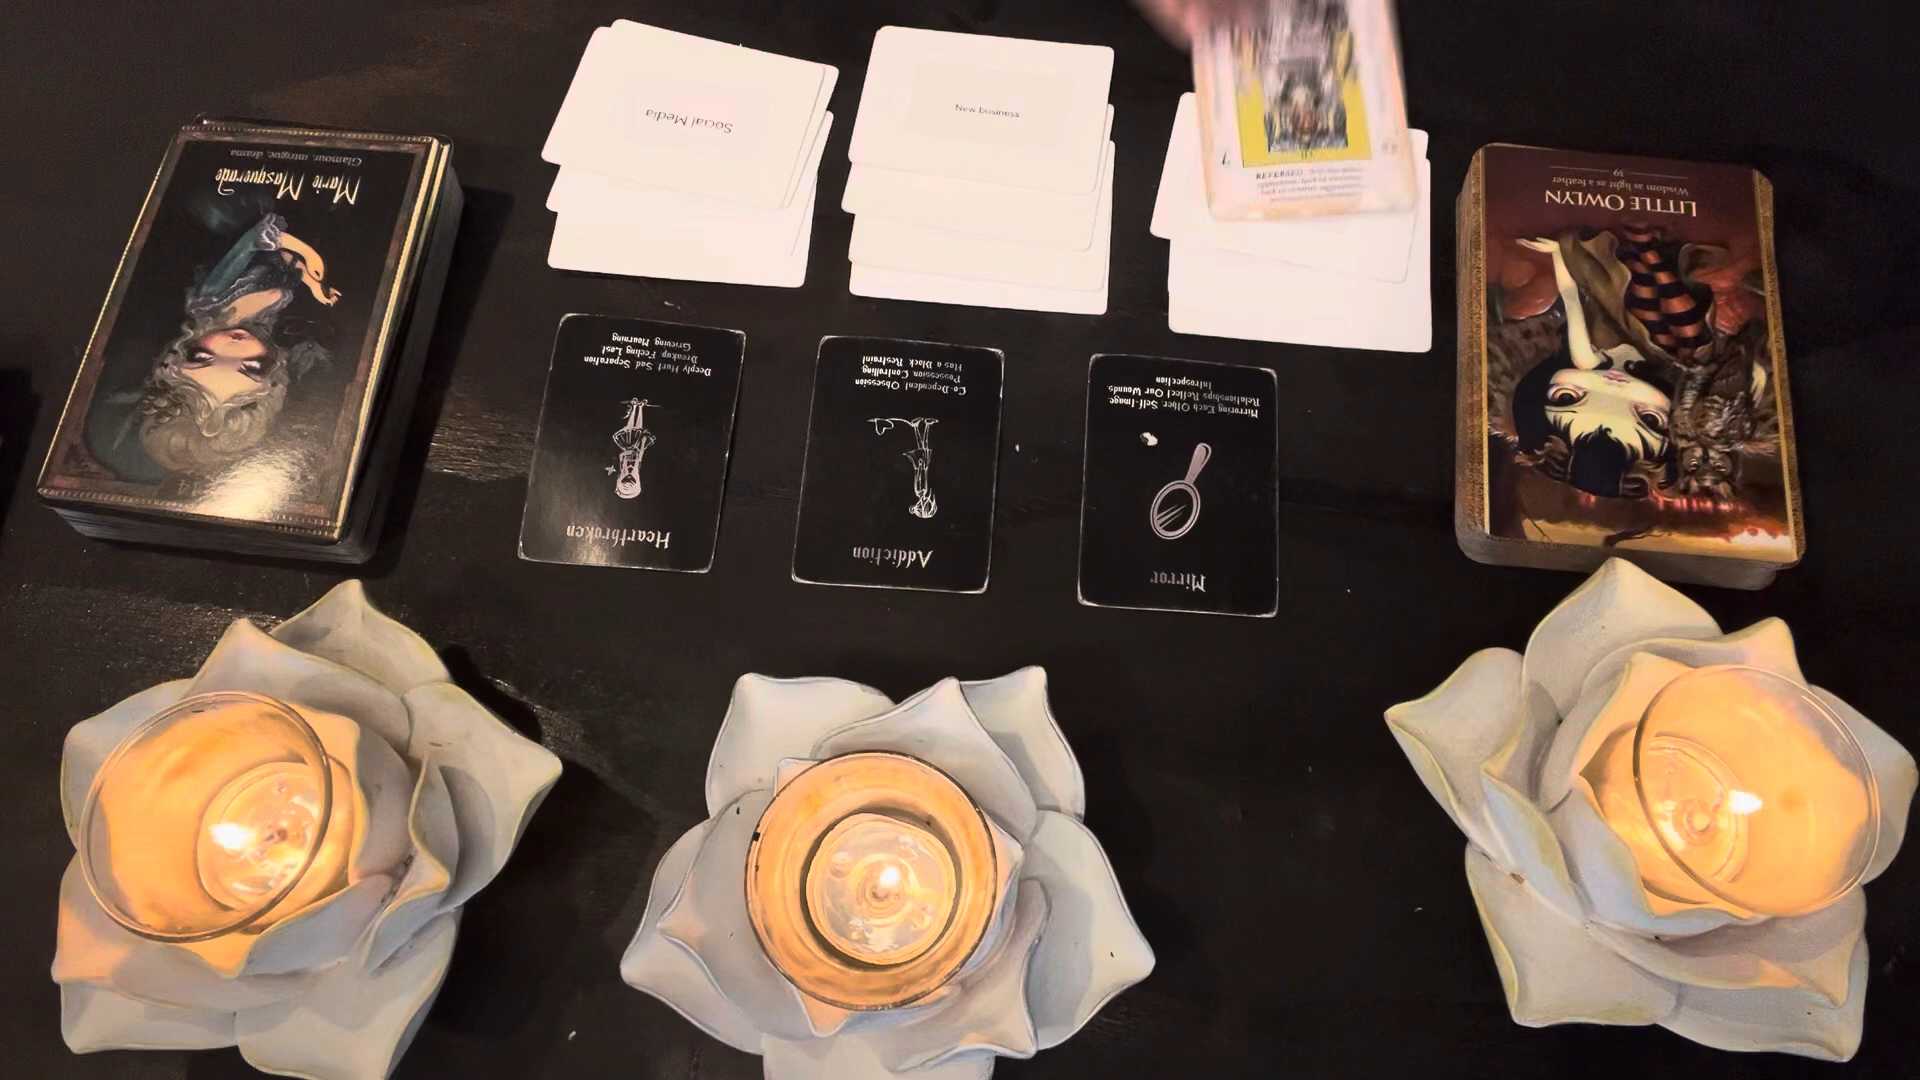 Marie Masquerade
Glamour, intrigue, drama
44
Social Media
New business
REVERSED
LITTLE OWLYN
Wisdom as light as a feather
39
Heartbroken
Deeply Hurt Sad Separation
Breakup Feeling Lost
Grieving Mourning
Addiction
Co-Dependent Obsession
Possession Controlling
Has a Block Restraint
Mirror
Mirroring Each Other. Self-Image.
Relationships Reflect Our Wounds.
Introspection